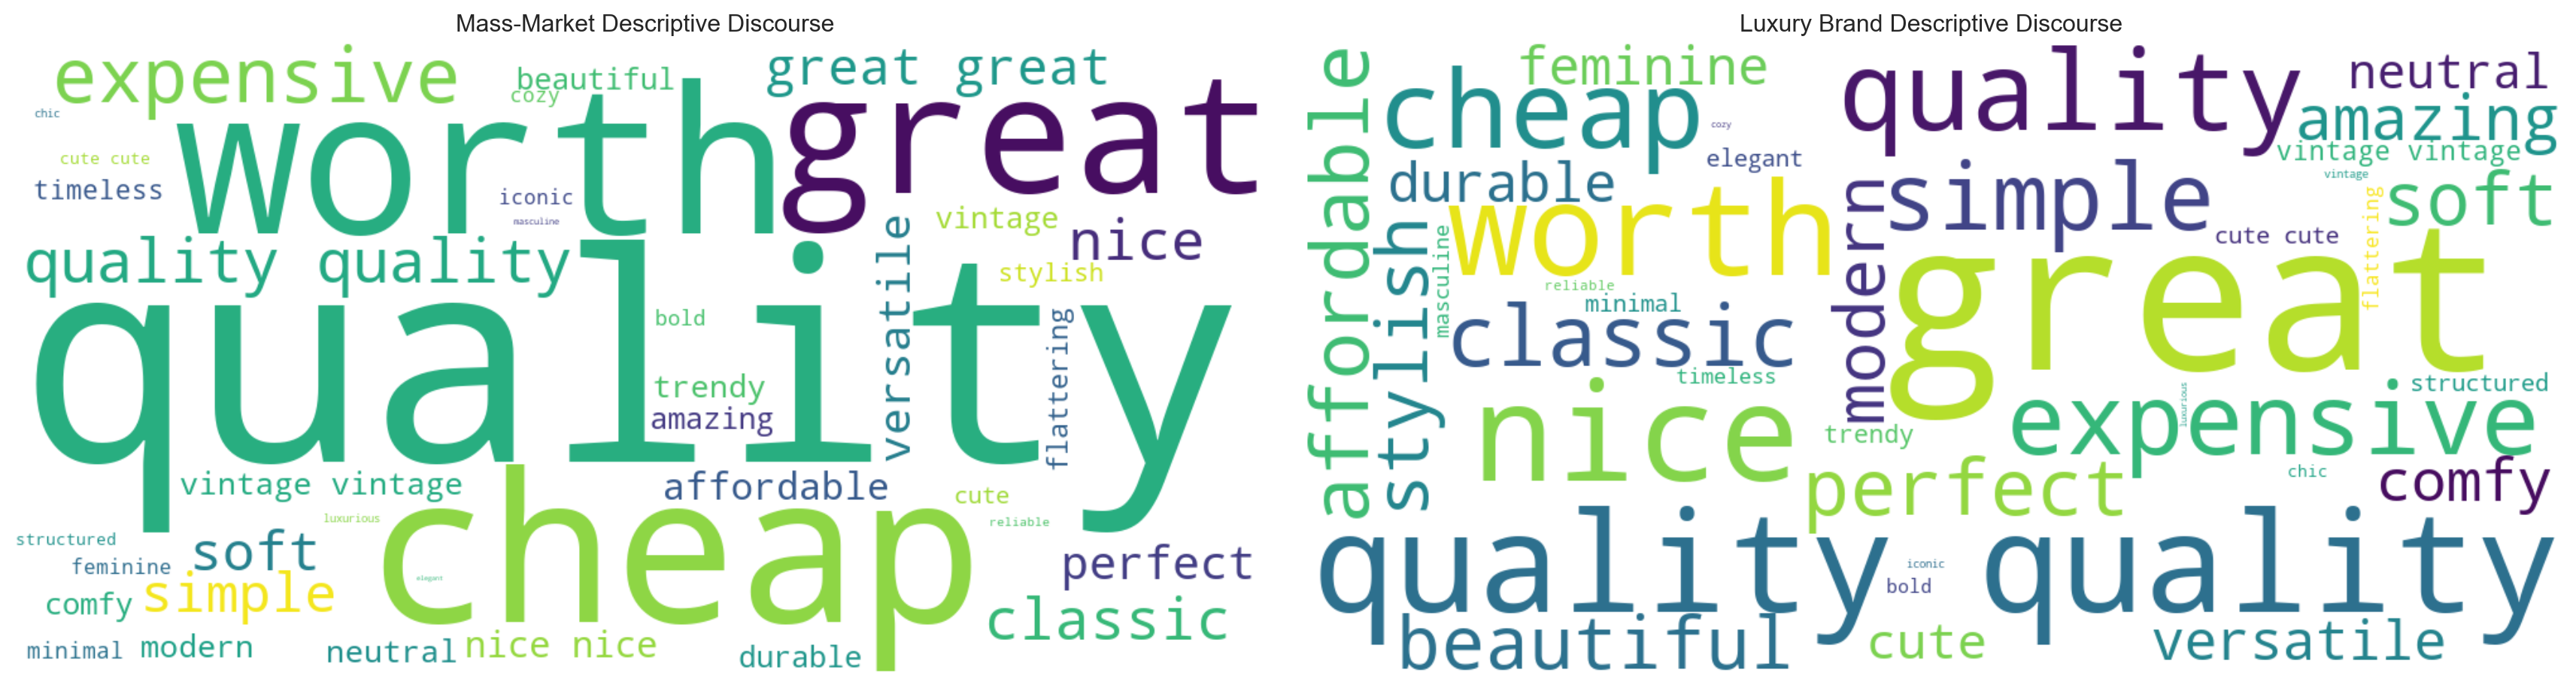 Mass-Market Descriptive Discourse
expensive
beautiful
cozy
great great
chic
worth
great
cute cute
timeless
iconic
masculine
vintage
nice
quality quality
versatile
stylish
quality
bold
flattering
trendy
amazing
vintage vintage
affordable
cute
luxurious
reliable
cheap
structured
feminine
soft
elegant
perfect
simple
comfy
classic
minimal
modern
neutral
nice nice
durable
Luxury Brand Descriptive Discourse
affordable
cheap
feminine
cozy
quality
neutral
amazing
durable
elegant
vintage vintage
vintage
stylish
masculine
worth
modern
simple
soft
cute cute
flattering
reliable
minimal
classic
great
timeless
structured
nice
trendy
expensive
luxurious
perfect
chic
comfy
quality quality
iconic
bold
beautiful
cute
versatile